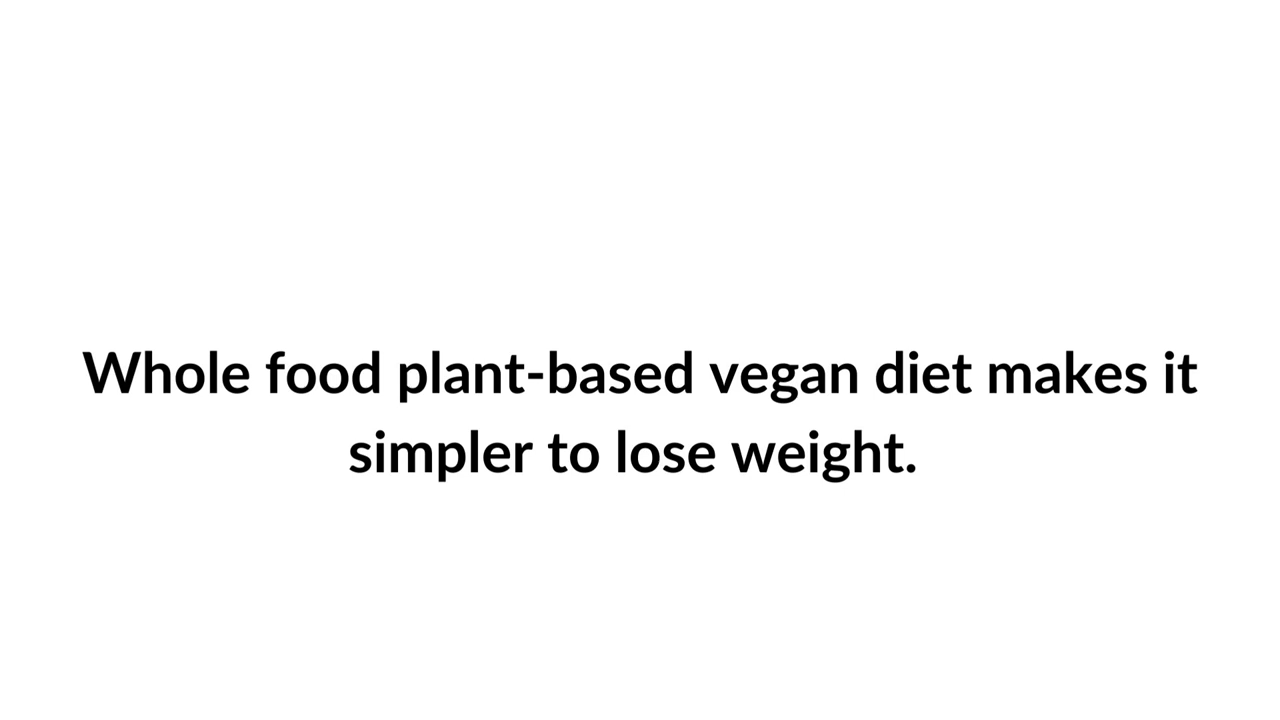 Whole food plant-based vegan diet makes it
simpler to lose weight.